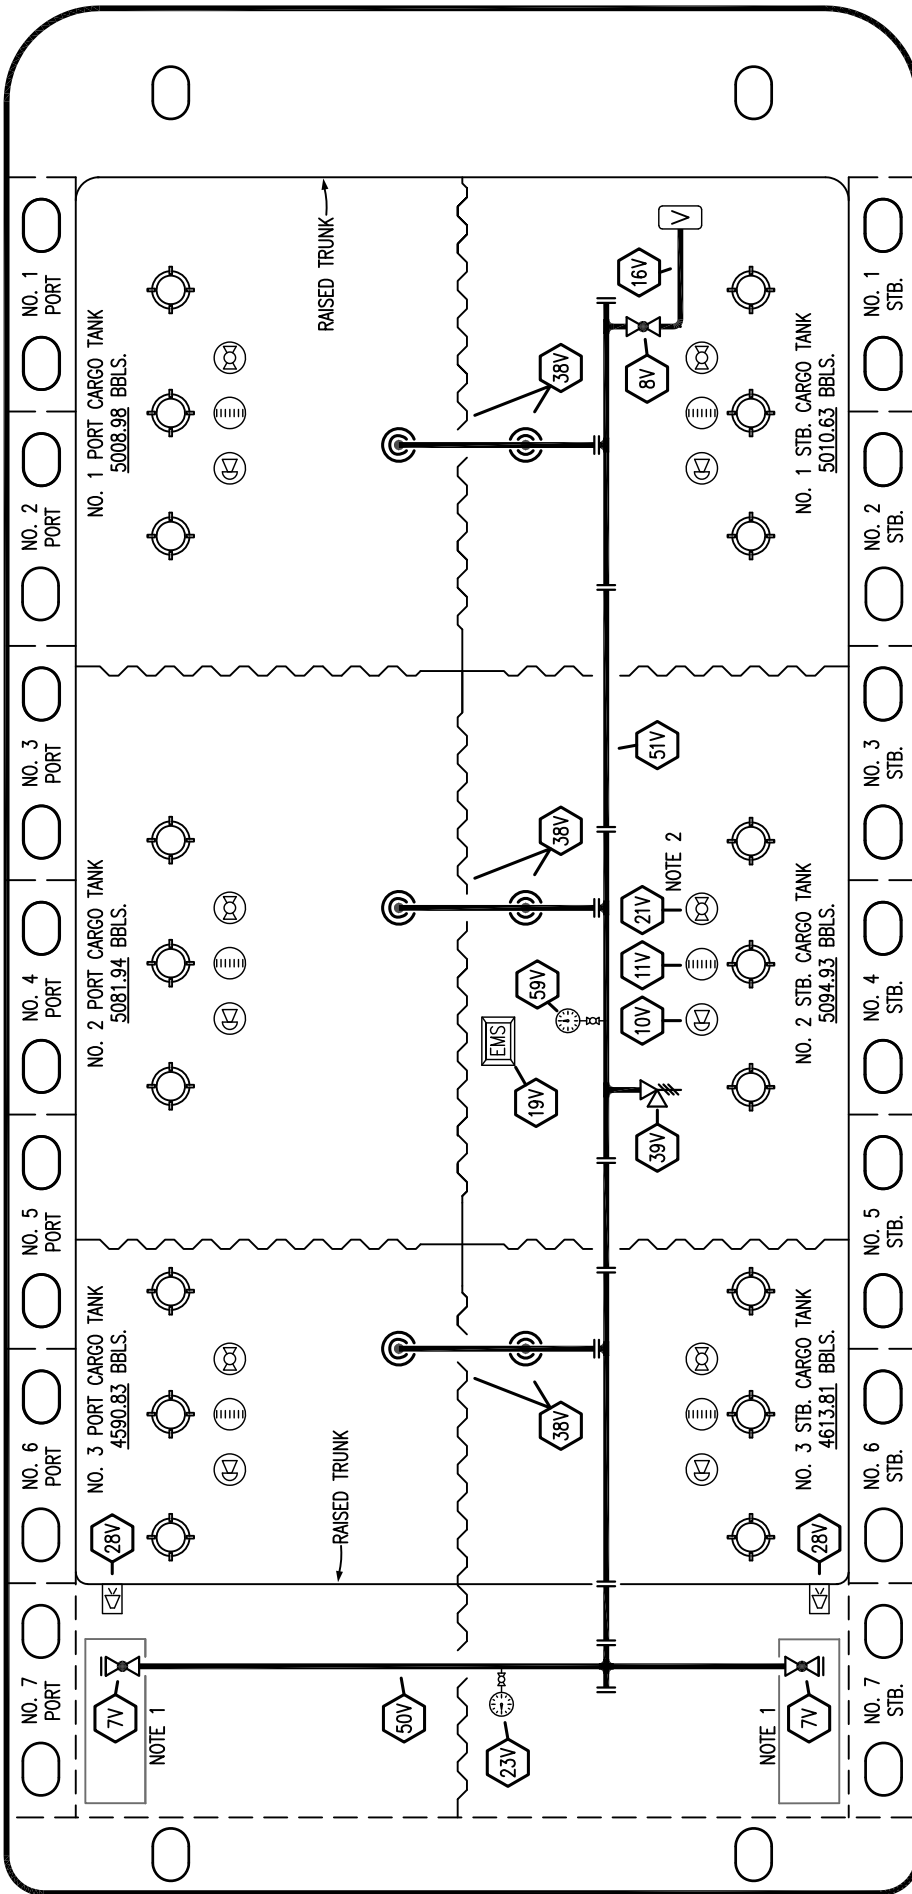 NO. 7
PORT
NO. 6
PORT
NO. 5
PORT
NO. 4
PORT
NO. 3
PORT
NO. 2
PORT
NO. 1
PORT
NO. 3 PORT CARGO TANK
4590.83 BBLS.
NO. 2 PORT CARGO TANK
5081.94 BBLS.
NO. 1 PORT CARGO TANK
5008.98 BBLS.
28V
7V
NOTE 1
RAISED TRUNK
RAISED TRUNK
50V
23V
EMS
19V
59V
38V
38V
38V
51V
39V
10V
11V
21V
NOTE 2
8V
16V
V
NOTE 1
7V
28V
NO. 3 STB. CARGO TANK
4613.81 BBLS.
NO. 2 STB. CARGO TANK
5094.93 BBLS.
NO. 1 STB. CARGO TANK
5010.63 BBLS.
NO. 7
STB.
NO. 6
STB.
NO. 5
STB.
NO. 4
STB.
NO. 3
STB.
NO. 2
STB.
NO. 1
STB.